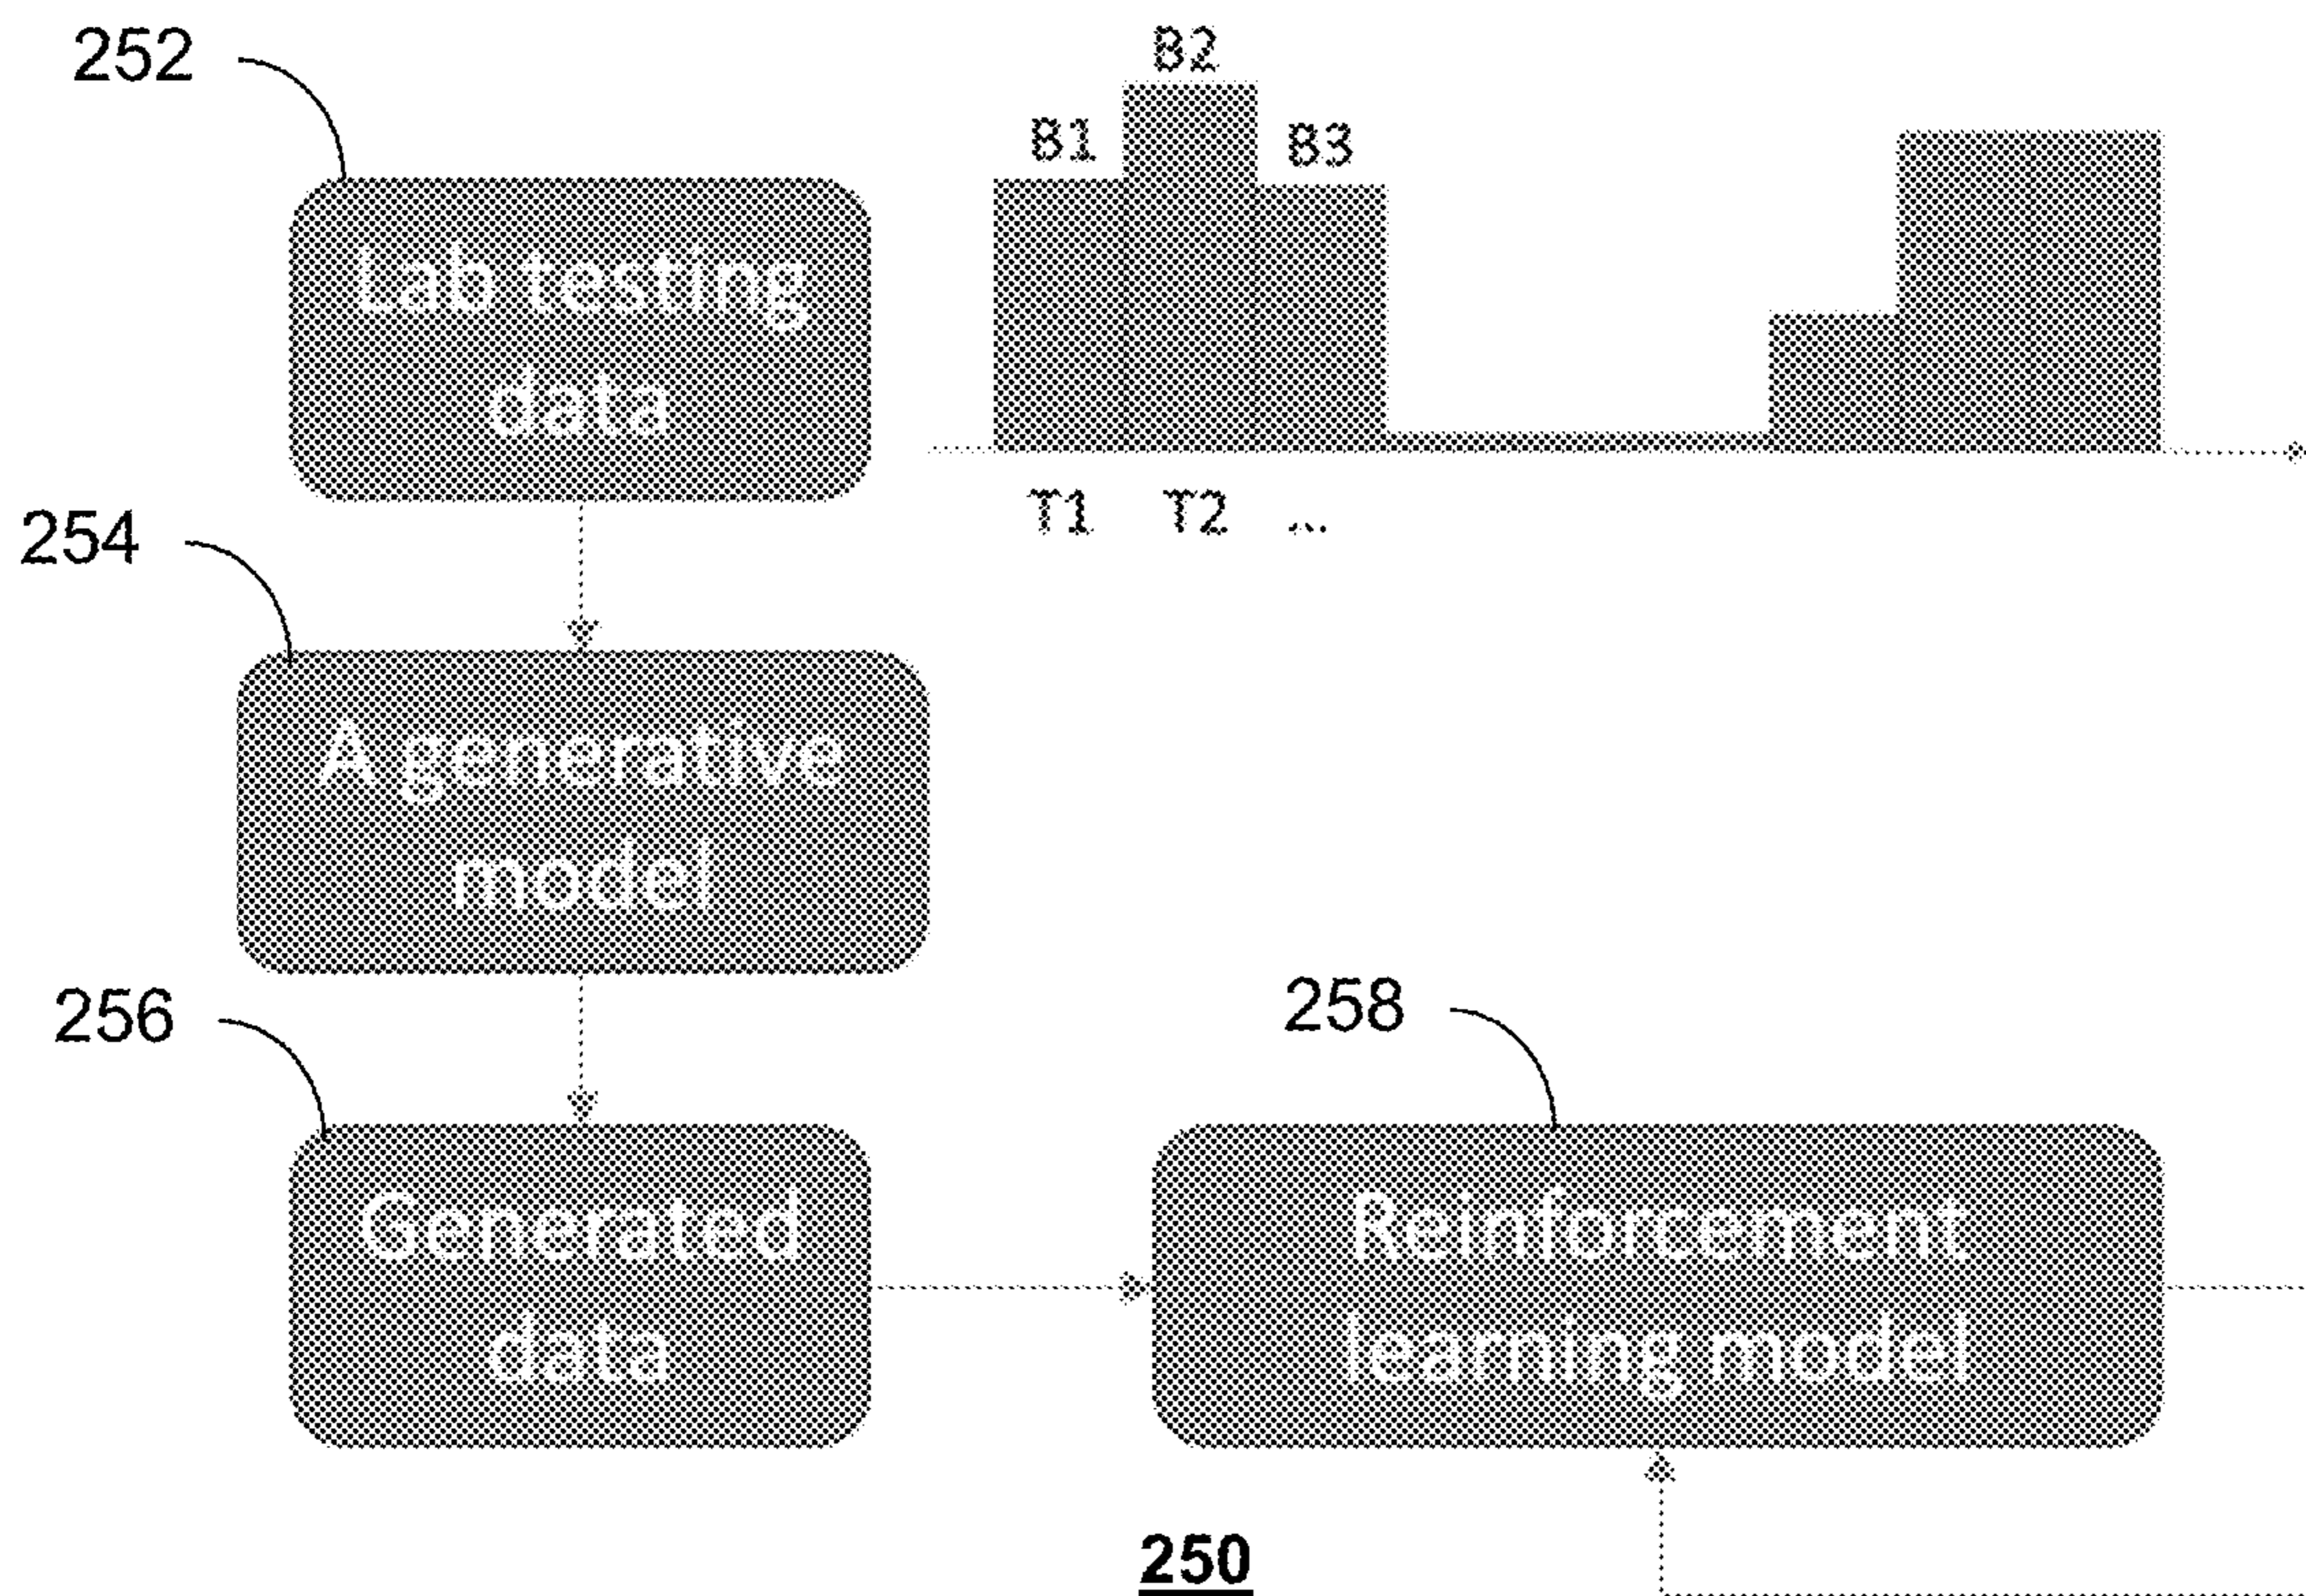 252
B2
B1
B3
Lab testing
data
T1 T2 ...
254
A generative
model
256
258
Generated
data
Reinforcement
learning model
250